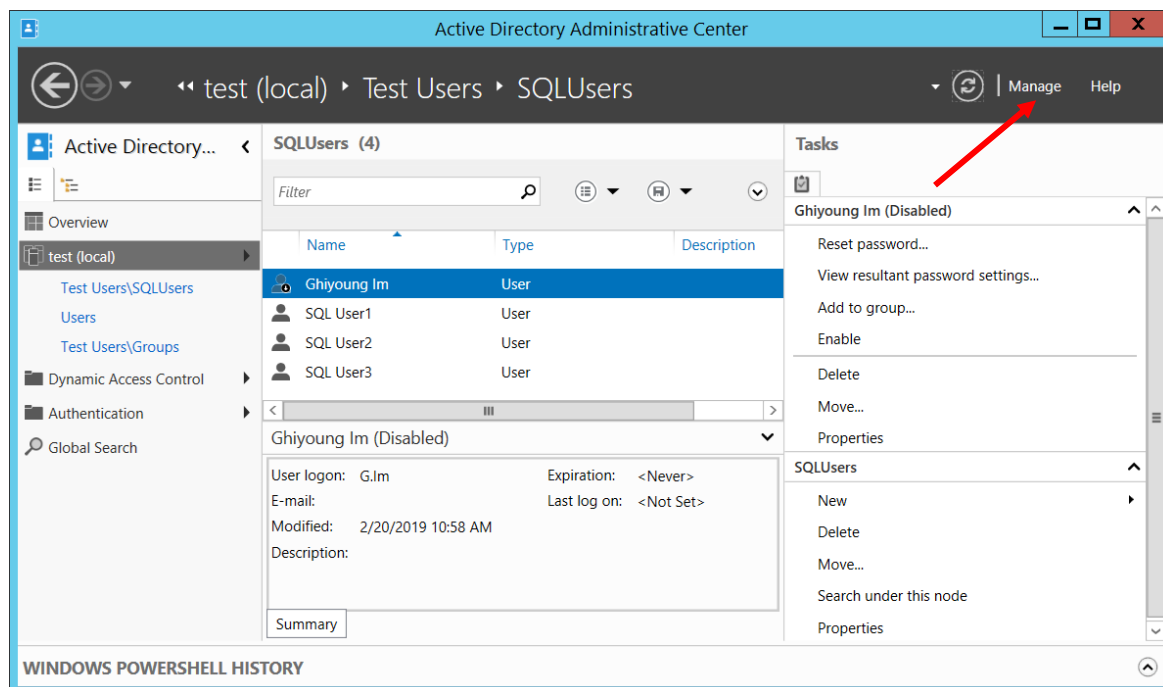 Active Directory Administrative Center
test (local) Test Users SQLUsers
Manage Help
Active Directory...
Overview
test (local)
Test Users\SQLUsers
Users
Test Users\Groups
Dynamic Access Control
Authentication
Global Search
SQLUsers (4)
Filter
Name Type Description
Ghiyoung Im User
SQL User1 User
SQL User2 User
SQL User3 User
Ghiyoung Im (Disabled)
User logon: G.Im Expiration: <Never>
E-mail: Last log on: <Not Set>
Modified: 2/20/2019 10:58 AM
Description:
Summary
Tasks
Ghiyoung Im (Disabled)
Reset password...
View resultant password settings...
Add to group...
Enable
Delete
Move...
Properties
SQLUsers
New
Delete
Move...
Search under this node
Properties
WINDOWS POWERSHELL HISTORY